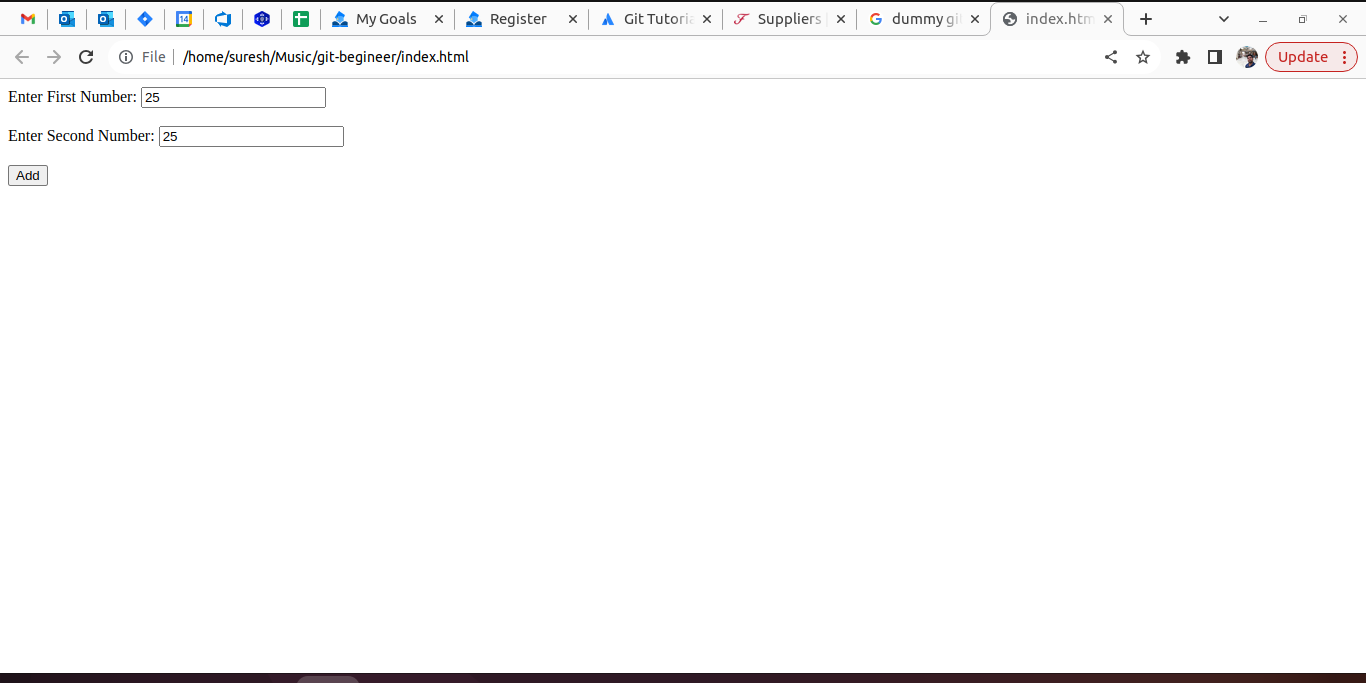 14 My Goals Register Git Tutoria Suppliers dummy gi index.htm
File /home/suresh/Music/git-begineer/index.html Update
Enter First Number: 25
Enter Second Number: 25
Add